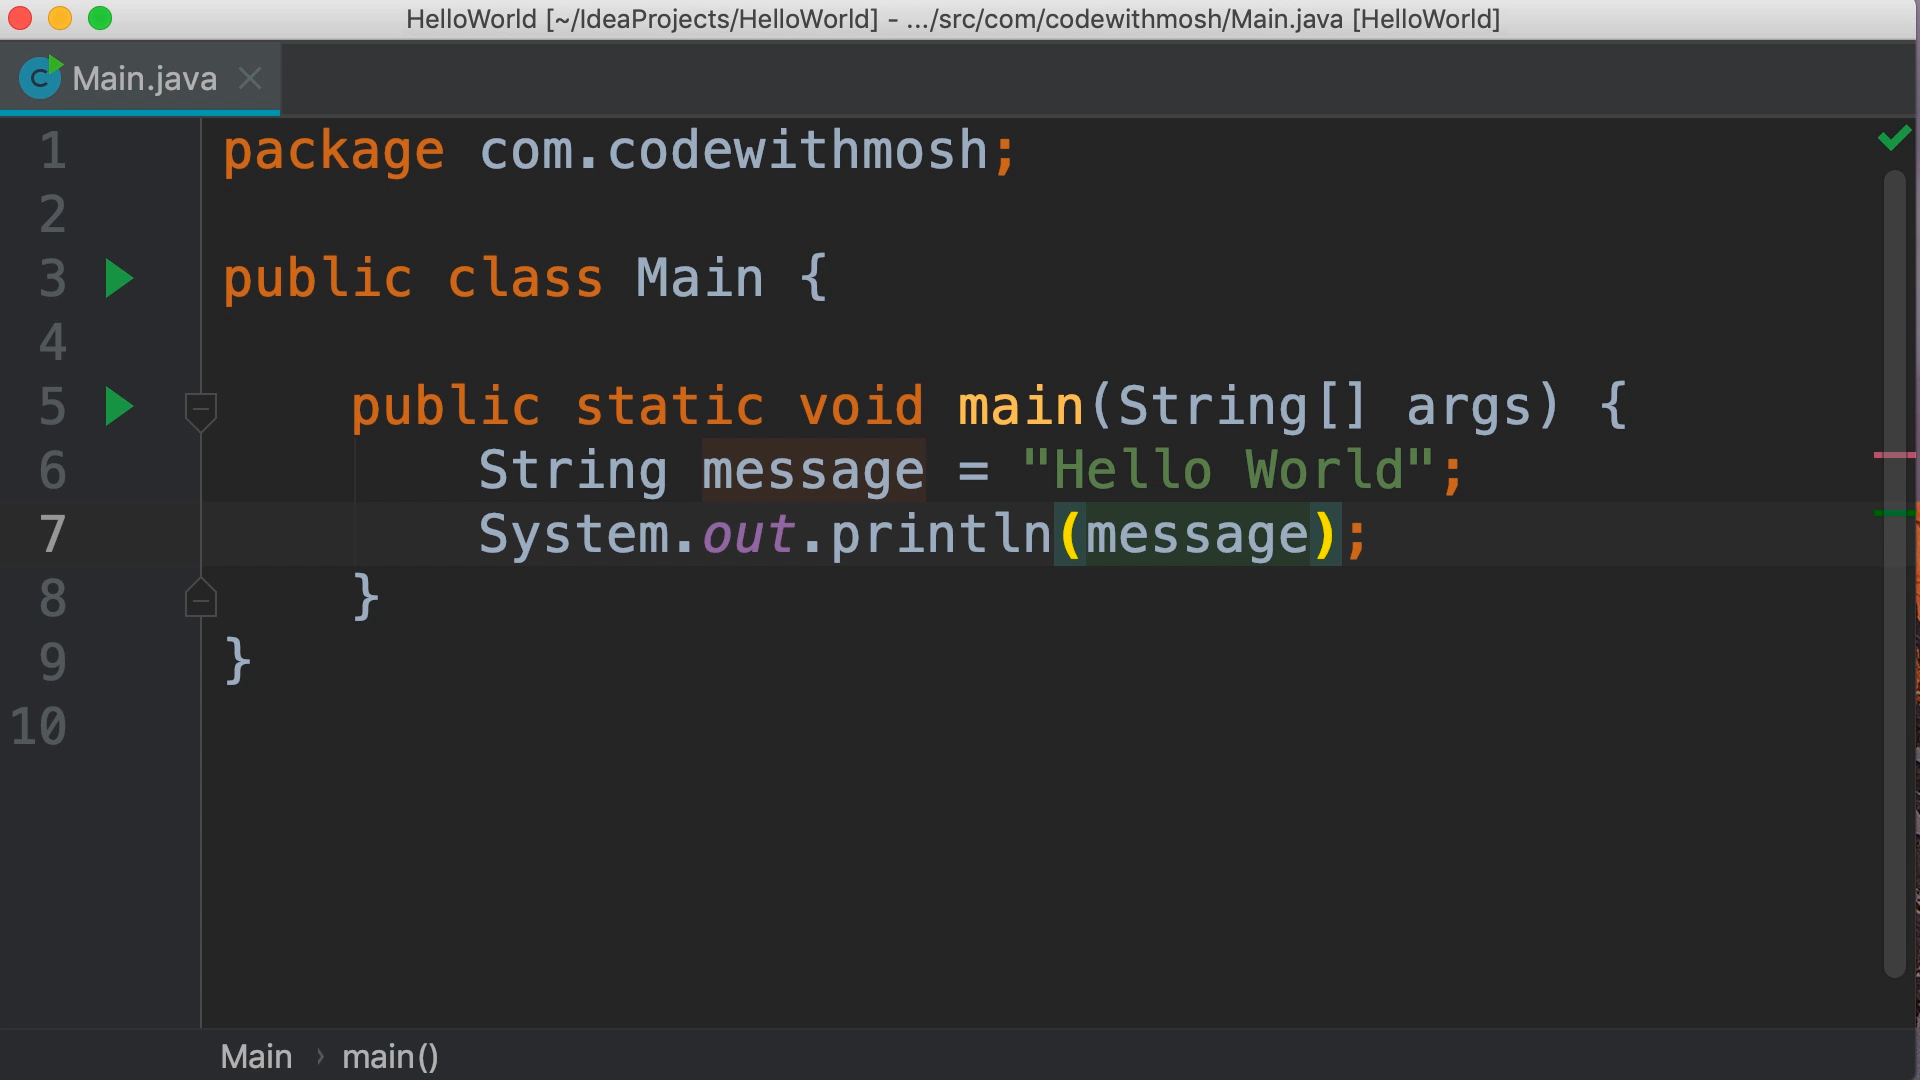 HelloWorld [~/IdeaProjects/HelloWorld] - .../src/com/codewithmosh/Main.java [HelloWorld]
C Main.java
1 package com.codewithmosh;
2
3 public class Main {
4
5 public static void main(String[] args) {
6 String message = "Hello World";
7 System.out.println(message);
8 }
9 }
10
Main › main()